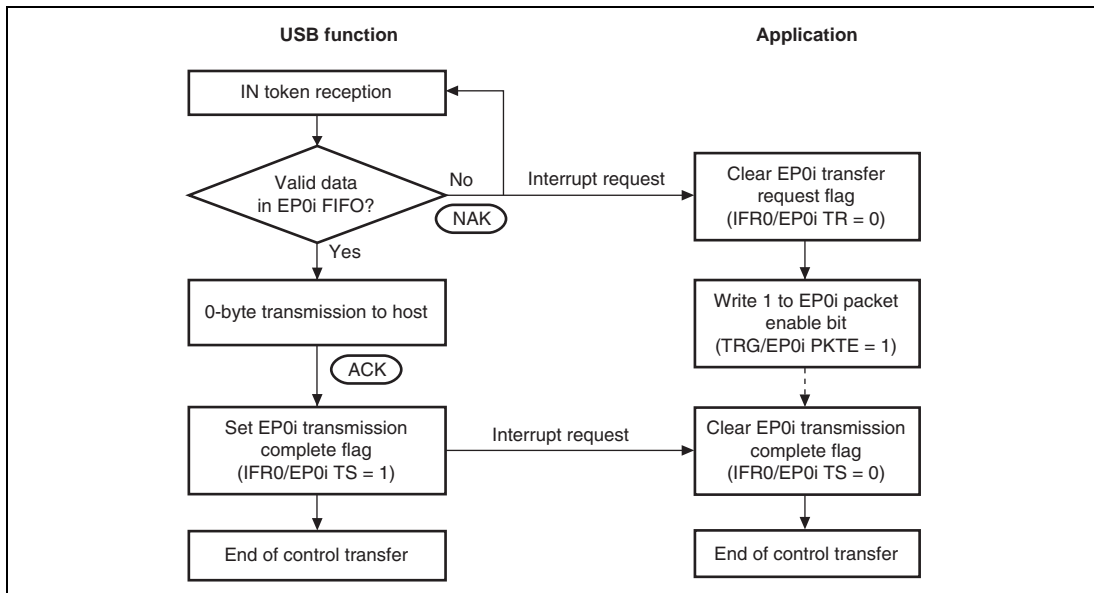 USB function
Application
IN token reception
Valid data
in EP0i FIFO?
No
NAK
Interrupt request
Clear EP0i transfer
request flag
(IFR0/EP0i TR = 0)
Yes
0-byte transmission to host
Write 1 to EP0i packet
enable bit
(TRG/EP0i PKTE = 1)
ACK
Set EP0i transmission
complete flag
(IFR0/EP0i TS = 1)
Interrupt request
Clear EP0i transmission
complete flag
(IFR0/EP0i TS = 0)
End of control transfer
End of control transfer